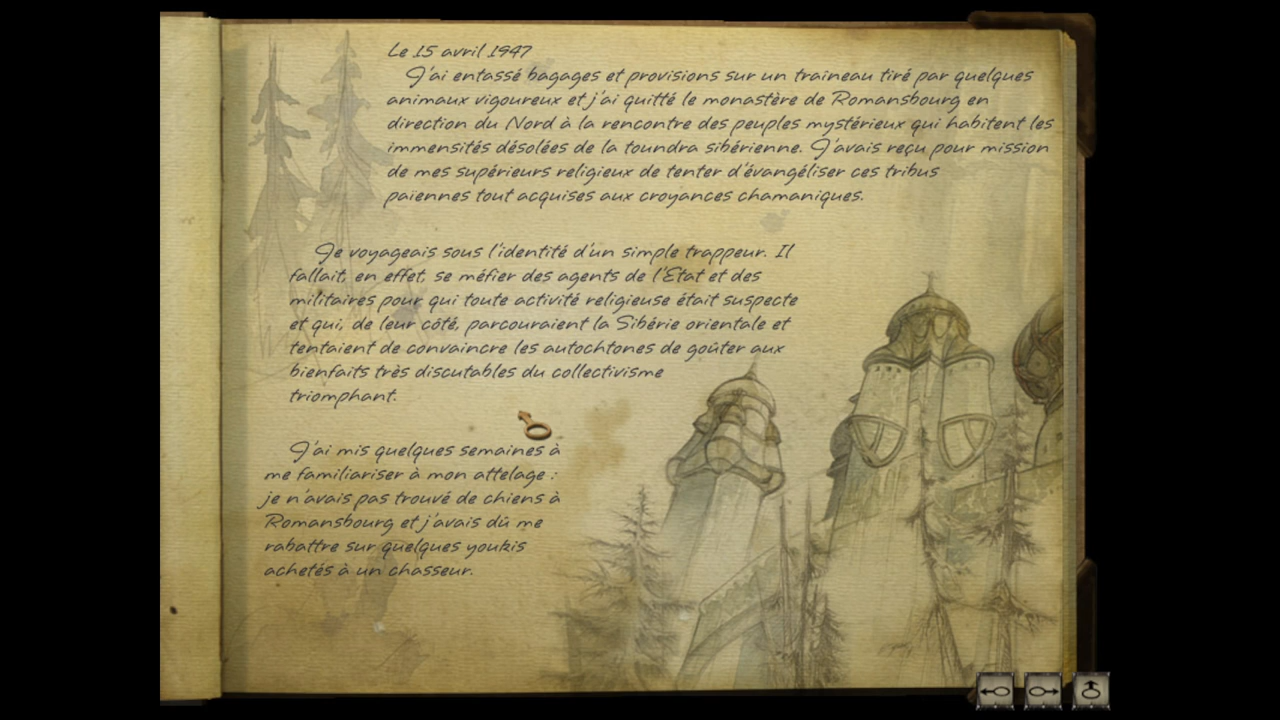 Le 15 avril 1947
J'ai entassé bagages et provisions sur un traineau tiré par quelques
animaux vigoureux et j'ai quitté le monastère de Romansbourg en
direction du Nord à la rencontre des peuples mystérieux qui habitent les
immensités désolées de la toundra sibérienne. J'avais reçu pour mission
de mes supérieurs religieux de tenter d'évangéliser ces tribus
païennes tout acquises aux croyances chamaniques.
Je voyageais sous l'identité d'un simple trappeur. Il
fallait, en effet, se méfier des agents de l'Etat et des
militaires pour qui toute activité religieuse était suspecte
et qui, de leur côté, parcouraient la Sibérie orientale et
tentaient de convaincre les autochtones de goûter aux
bienfaits très discutables du collectivisme
triomphant.
J'ai mis quelques semaines à
me familiariser à mon attelage :
je n'avais pas trouvé de chiens à
Romansbourg et j'avais dû me
rabattre sur quelques youkis
achetés à un chasseur.